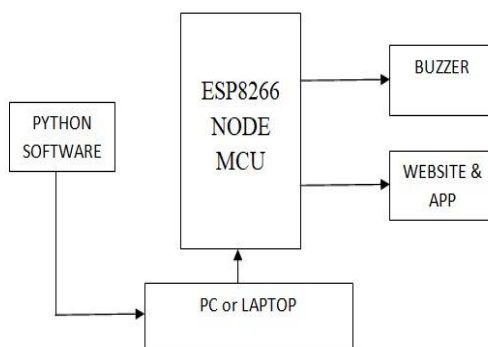 BUZZER
ESP8266
NODE
MCU
PYTHON
SOFTWARE
WEBSITE &
APP
PC or LAPTOP